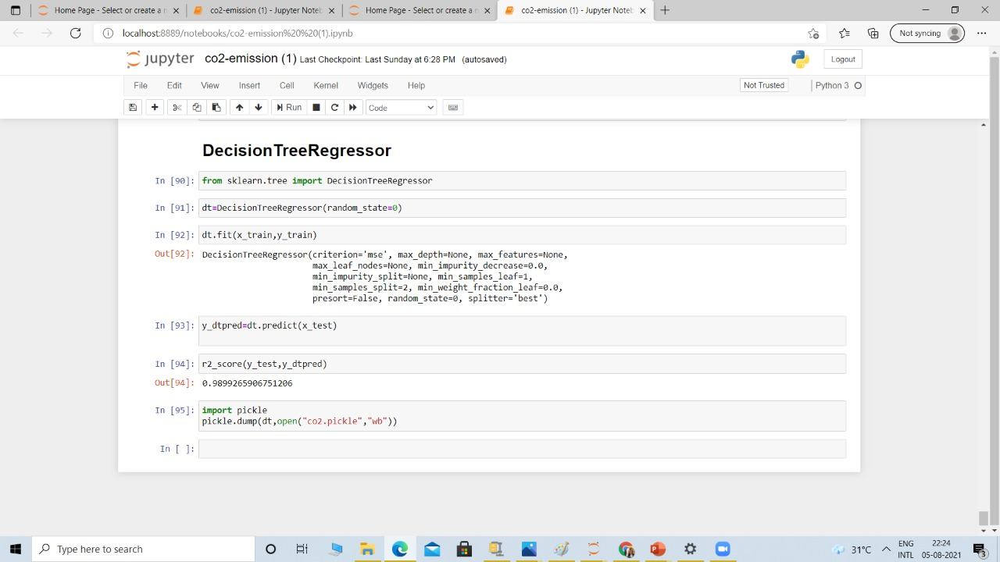 Home Page - Select or create a n
co2-emission (1) - Jupyter Noteb
Home Page - Select or create a n
co2-emission (1) - Jupyter Noteb
localhost:8889/notebooks/co2-emission%20%20(1).ipynb
Not syncing
jupyter co2-emission (1) Last Checkpoint: Last Sunday at 6:28 PM (autosaved)
Logout
File Edit View Insert Cell Kernel Widgets Help
Not Trusted
Python 3
Run
Code
DecisionTreeRegressor
In [90]: from sklearn.tree import DecisionTreeRegressor
In [91]: dt=DecisionTreeRegressor(random_state=0)
In [92]: dt.fit(x_train,y_train)
Out[92]: DecisionTreeRegressor(criterion='mse', max_depth=None, max_features=None,
max_leaf_nodes=None, min_impurity_decrease=0.0,
min_impurity_split=None, min_samples_leaf=1,
min_samples_split=2, min_weight_fraction_leaf=0.0,
presort=False, random_state=0, splitter='best')
In [93]: y_dtpred=dt.predict(x_test)
In [94]: r2_score(y_test,y_dtpred)
Out[94]: 0.9899265906751206
In [95]: import pickle
pickle.dump(dt,open("co2.pickle","wb"))
In [ ]:
Type here to search
31°C
ENG
INTL
22:24
05-08-2021
3